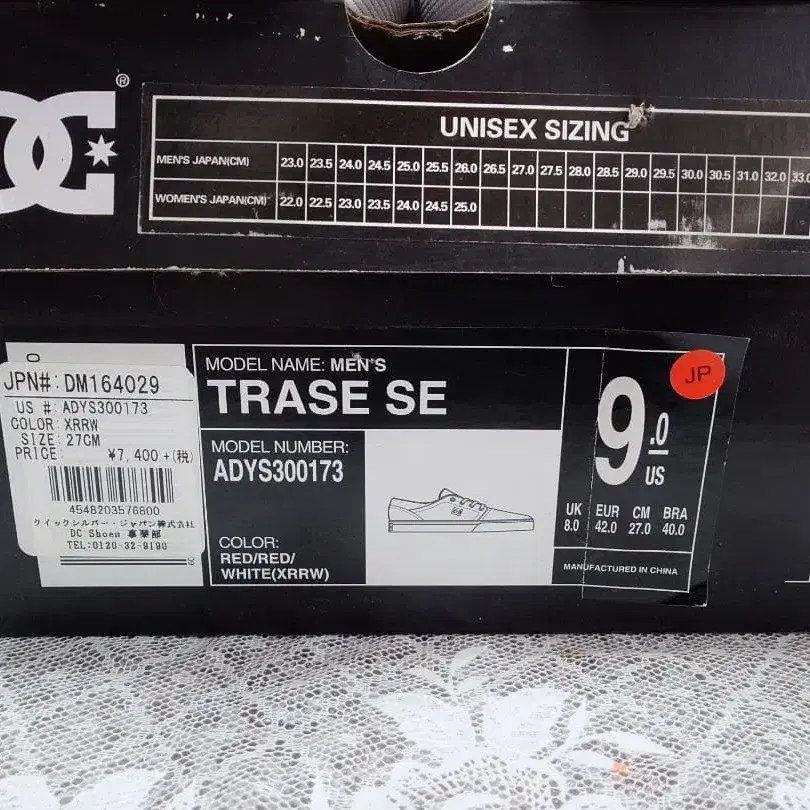 DC®
UNISEX SIZING
MEN'S JAPAN(CM) 23.0 23.5 24.0 24.5 25.0 25.5 26.0 26.5 27.0 27.5 28.0 28.5 29.0 29.5 30.0 30.5 31.0 32.0 33.0
WOMEN'S JAPAN(CM) 22.0 22.5 23.0 23.5 24.0 24.5 25.0
JPN#: DM164029
US #: ADYS300173
COLOR: XRRW
SIZE: 27CM
PRICE: ¥7,400+(税)
4548203576800
クイックシルバー・ジャパン株式会社
DC Shoes 事業部
TEL:0120-32-9190
MODEL NAME: MEN'S
TRASE SE
MODEL NUMBER:
ADYS300173
COLOR:
RED/RED/
WHITE(XRRW)
JP
9.0
US
UK EUR CM BRA
8.0 42.0 27.0 40.0
MANUFACTURED IN CHINA